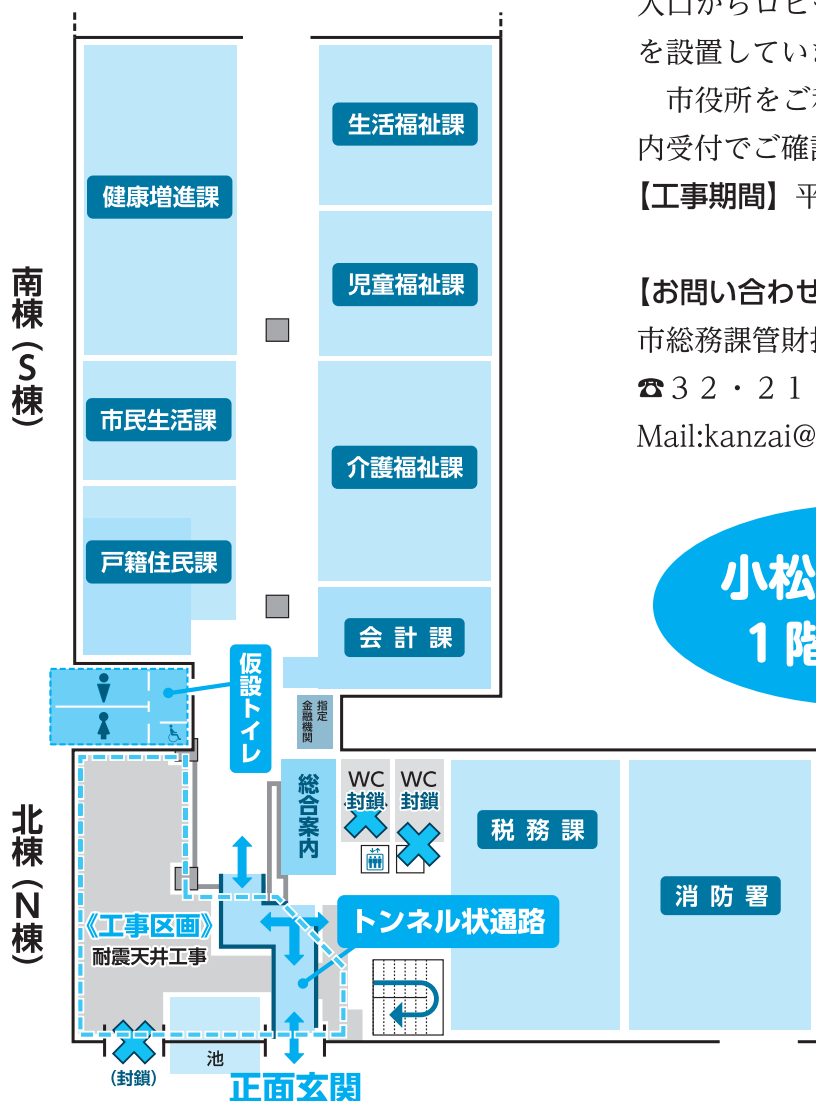 入口からロビ
を設置してい
市役所をご
内受付でご確
【工事期間】平
【お問い合わせ
市総務課管財
☎32・21
Mail:kanzai@
小松
1階
南棟（S棟）
生活福祉課
健康増進課
児童福祉課
市民生活課
介護福祉課
戸籍住民課
会計課
仮設トイレ
指定
金融機関
北棟（N棟）
総合案内
WC
封鎖
WC
封鎖
税務課
消防署
《工事区画》
耐震天井工事
トンネル状通路
池
（封鎖）
正面玄関